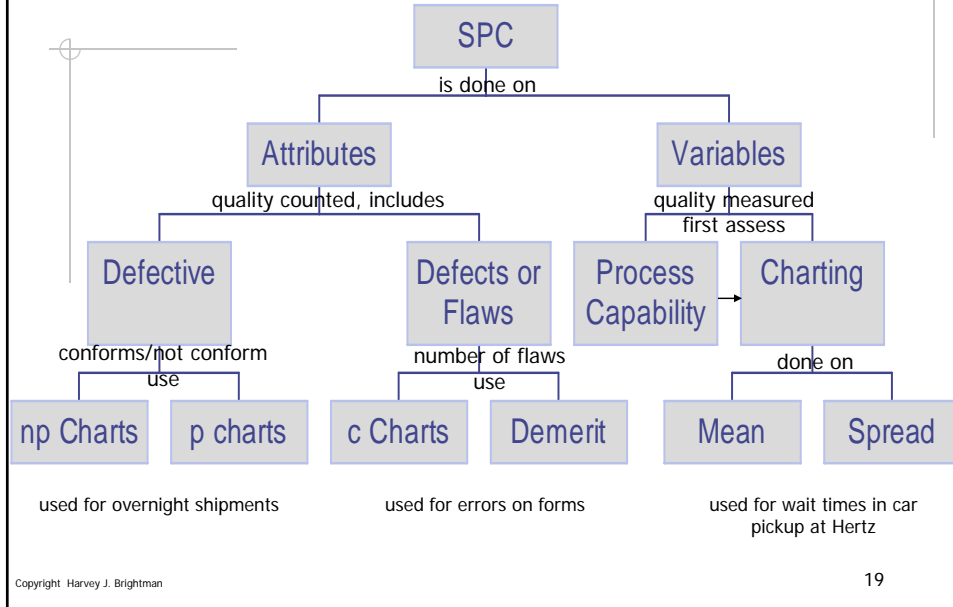 SPC
is done on
Attributes
Variables
quality counted, includes
quality measured
first assess
Defective
Defects or
Flaws
Process
Capability
Charting
conforms/not conform
use
number of flaws
use
done on
np Charts
p charts
c Charts
Demerit
Mean
Spread
used for overnight shipments
used for errors on forms
used for wait times in car
pickup at Hertz
Copyright Harvey J. Brightman
19